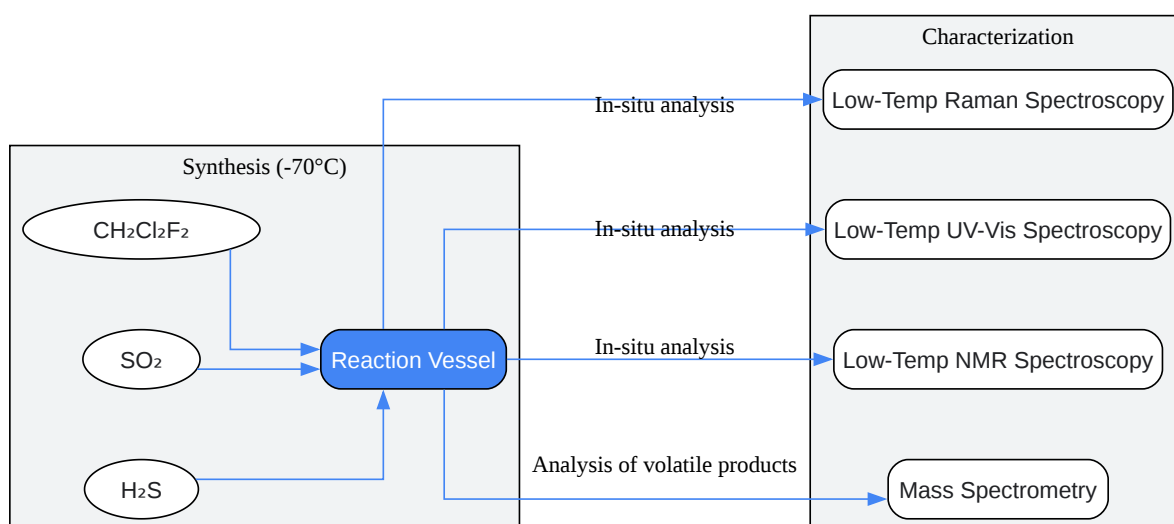 Characterization
Low-Temp Raman Spectroscopy
In-situ analysis
Synthesis (-70°C)
CH₂Cl₂F₂
In-situ analysis
Low-Temp UV-Vis Spectroscopy
SO₂
Reaction Vessel
In-situ analysis
Low-Temp NMR Spectroscopy
Analysis of volatile products
H₂S
Mass Spectrometry